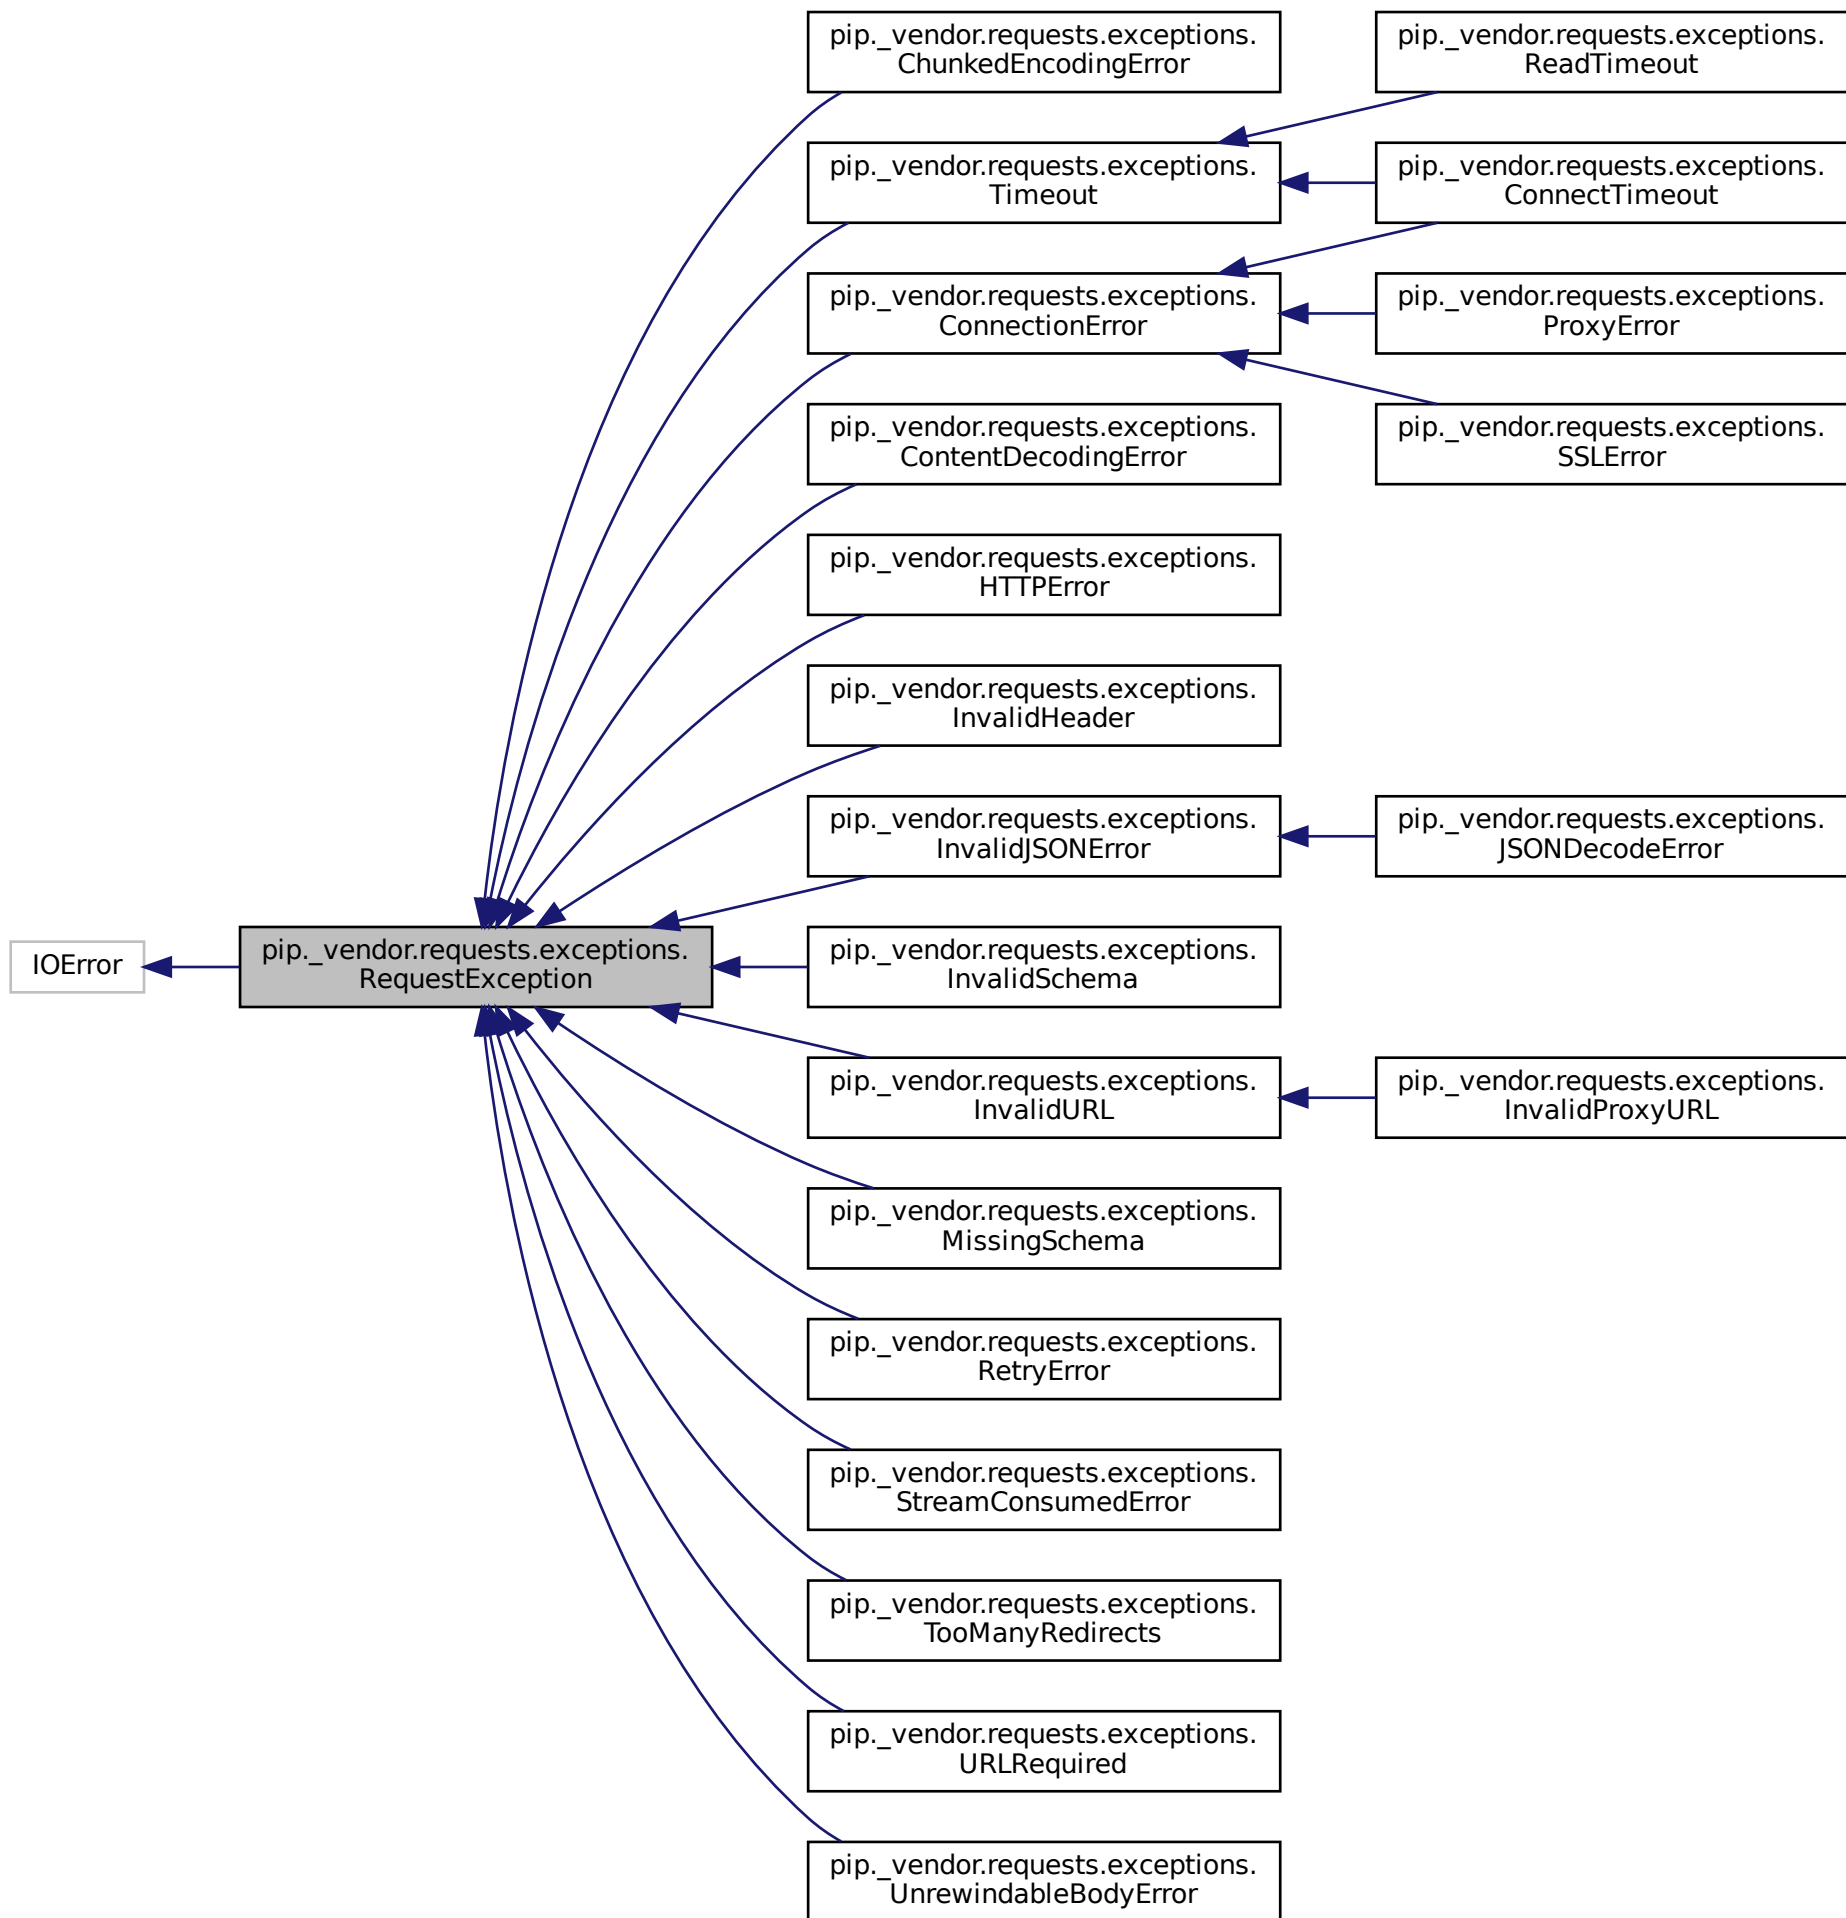 IOError
pip._vendor.requests.exceptions.
RequestException
pip._vendor.requests.exceptions.
ChunkedEncodingError
pip._vendor.requests.exceptions.
Timeout
pip._vendor.requests.exceptions.
ConnectionError
pip._vendor.requests.exceptions.
ContentDecodingError
pip._vendor.requests.exceptions.
HTTPError
pip._vendor.requests.exceptions.
InvalidHeader
pip._vendor.requests.exceptions.
InvalidJSONError
pip._vendor.requests.exceptions.
InvalidSchema
pip._vendor.requests.exceptions.
InvalidURL
pip._vendor.requests.exceptions.
MissingSchema
pip._vendor.requests.exceptions.
RetryError
pip._vendor.requests.exceptions.
StreamConsumedError
pip._vendor.requests.exceptions.
TooManyRedirects
pip._vendor.requests.exceptions.
URLRequired
pip._vendor.requests.exceptions.
UnrewindableBodyError
pip._vendor.requests.exceptions.
ReadTimeout
pip._vendor.requests.exceptions.
ConnectTimeout
pip._vendor.requests.exceptions.
ProxyError
pip._vendor.requests.exceptions.
SSLError
pip._vendor.requests.exceptions.
JSONDecodeError
pip._vendor.requests.exceptions.
InvalidProxyURL